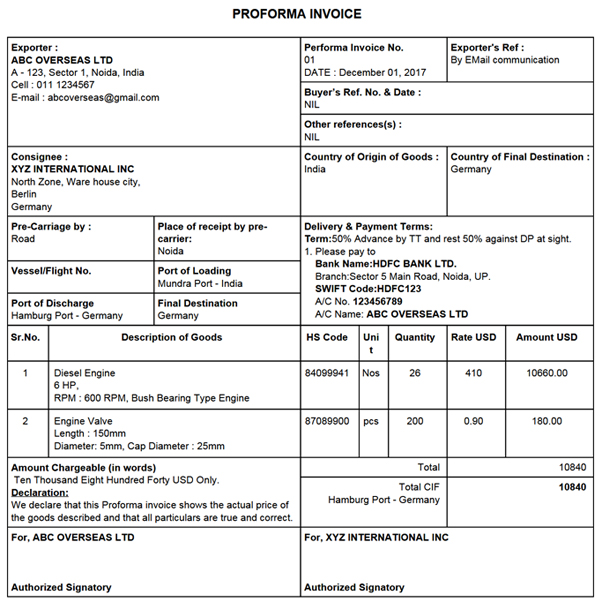 PROFORMA INVOICE
Exporter :
ABC OVERSEAS LTD
A - 123, Sector 1, Noida, India
Cell : 011 1234567
E-mail : abcoverseas@gmail.com
Performa Invoice No.
01
DATE : December 01, 2017
Exporter's Ref :
By EMail communication
Buyer's Ref. No. & Date :
NIL
Other references(s) :
NIL
Consignee :
XYZ INTERNATIONAL INC
North Zone, Ware house city,
Berlin
Germany
Country of Origin of Goods :
India
Country of Final Destination :
Germany
Pre-Carriage by :
Road
Place of receipt by pre-
carrier:
Noida
Vessel/Flight No.
Port of Loading
Mundra Port - India
Port of Discharge
Hamburg Port - Germany
Final Destination
Germany
Delivery & Payment Terms:
Term:50% Advance by TT and rest 50% against DP at sight.
1. Please pay to
Bank Name:HDFC BANK LTD.
Branch:Sector 5 Main Road, Noida, UP.
SWIFT Code:HDFC123
A/C No. 123456789
A/C Name: ABC OVERSEAS LTD
Sr.No. Description of Goods HS Code Uni Quantity Rate USD Amount USD
t
1 Diesel Engine 84099941 Nos 26 410 10660.00
6 HP,
RPM : 600 RPM, Bush Bearing Type Engine
2 Engine Valve 87089900 pcs 200 0.90 180.00
Length : 150mm
Diameter: 5mm, Cap Diameter : 25mm
Amount Chargeable (in words)
Ten Thousand Eight Hundred Forty USD Only.
Declaration:
We declare that this Proforma invoice shows the actual price of
the goods described and that all particulars are true and correct.
Total 10840
Total CIF 10840
Hamburg Port - Germany
For, ABC OVERSEAS LTD
Authorized Signatory
For, XYZ INTERNATIONAL INC
Authorized Signatory